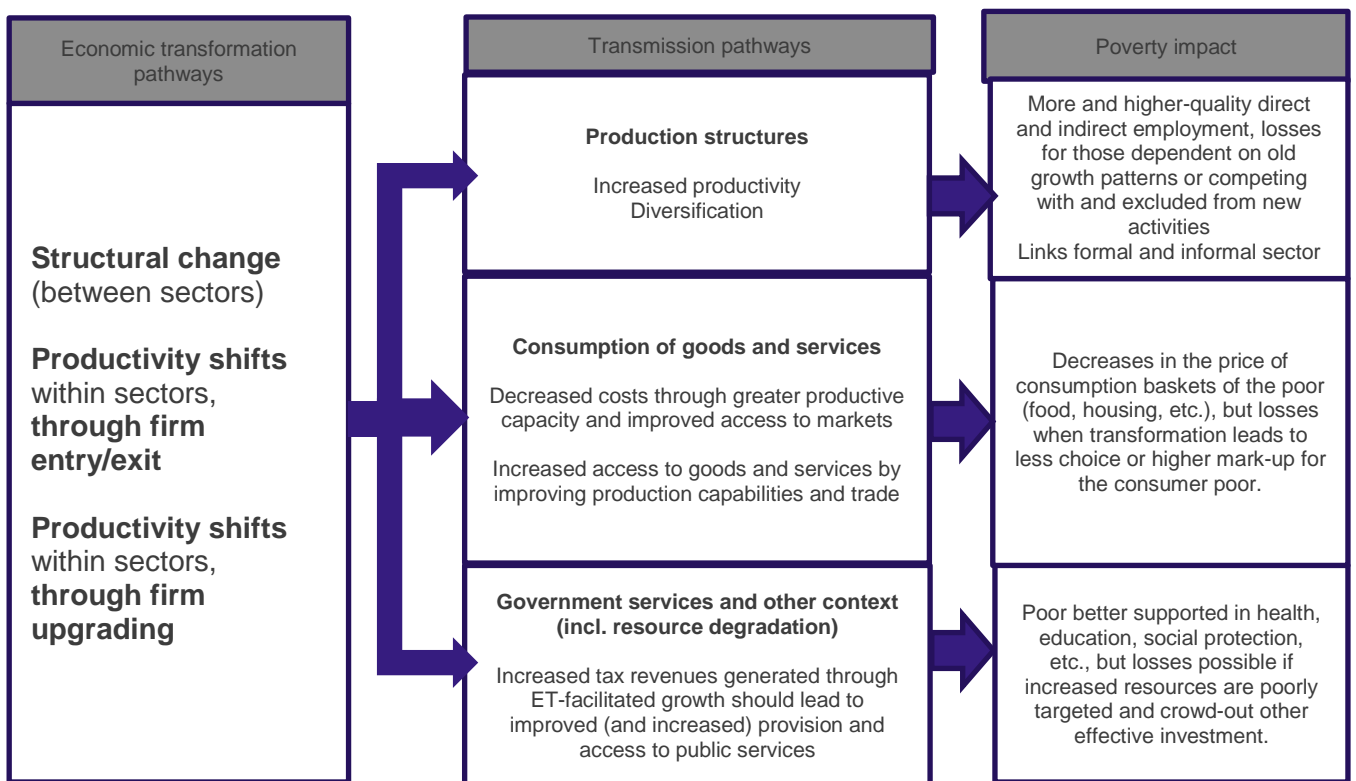 Economic transformation
pathways
Structural change
(between sectors)
Productivity shifts
within sectors,
through firm
entry/exit
Productivity shifts
within sectors,
through firm
upgrading
Transmission pathways
Production structures
Increased productivity
Diversification
Consumption of goods and services
Decreased costs through greater productive
capacity and improved access to markets
Increased access to goods and services by
improving production capabilities and trade
Government services and other context
(incl. resource degradation)
Increased tax revenues generated through
ET-facilitated growth should lead to
improved (and increased) provision and
access to public services
Poverty impact
More and higher-quality direct
and indirect employment, losses
for those dependent on old
growth patterns or competing
with and excluded from new
activities
Links formal and informal sector
Decreases in the price of
consumption baskets of the poor
(food, housing, etc.), but losses
when transformation leads to
less choice or higher mark-up for
the consumer poor.
Poor better supported in health,
education, social protection,
etc., but losses possible if
increased resources are poorly
targeted and crowd-out other
effective investment.